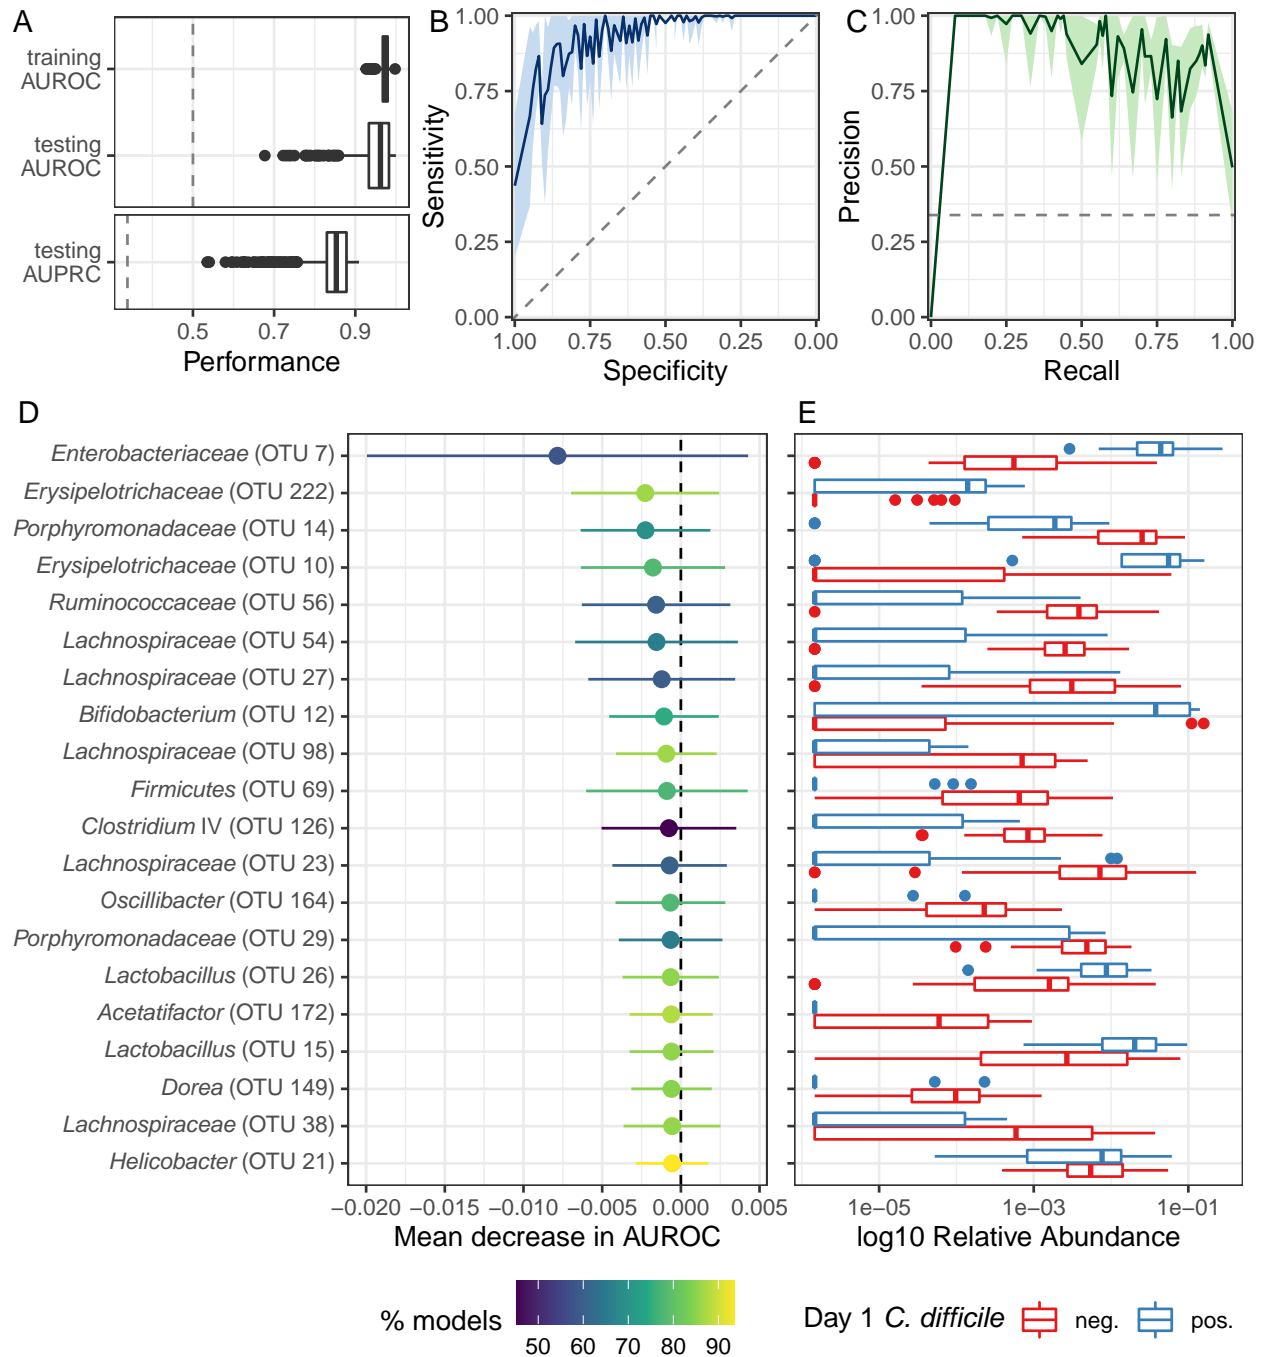 A
training
AUROC
testing
AUROC
testing
AUPRC
0.5
0.7
0.9
Performance
B
1.00
0.75
0.50
0.25
0.00
Sensitivity
1.00
0.75
0.50
0.25
0.00
Specificity
C
1.00
0.75
0.50
0.25
0.00
Precision
0.00
0.25
0.50
0.75
1.00
Recall
D
Enterobacteriaceae (OTU 7)
Erysipelotrichaceae (OTU 222)
Porphyromonadaceae (OTU 14)
Erysipelotrichaceae (OTU 10)
Ruminococcaceae (OTU 56)
Lachnospiraceae (OTU 54)
Lachnospiraceae (OTU 27)
Bifidobacterium (OTU 12)
Lachnospiraceae (OTU 98)
Firmicutes (OTU 69)
Clostridium IV (OTU 126)
Lachnospiraceae (OTU 23)
Oscillibacter (OTU 164)
Porphyromonadaceae (OTU 29)
Lactobacillus (OTU 26)
Acetatifactor (OTU 172)
Lactobacillus (OTU 15)
Dorea (OTU 149)
Lachnospiraceae (OTU 38)
Helicobacter (OTU 21)
−0.020 −0.015 −0.010 −0.005 0.000 0.005
Mean decrease in AUROC
E
1e−05
1e−03
1e−01
log10 Relative Abundance
% models
50 60 70 80 90
Day 1 C. difficile
neg.
pos.